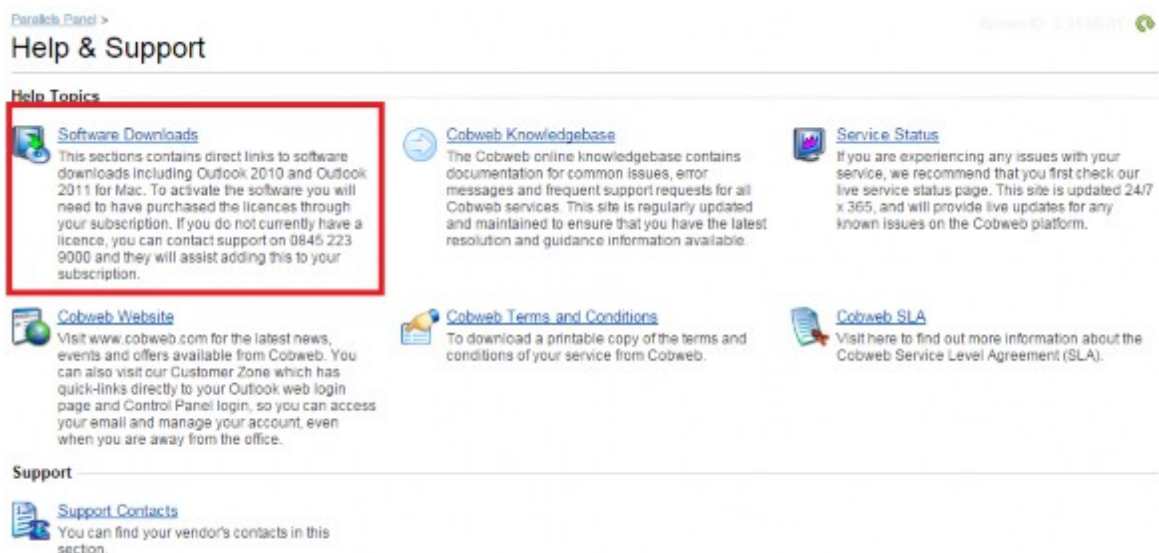 Parallels Panel >
Help & Support
Help Topics
Software Downloads
This sections contains direct links to software
downloads including Outlook 2010 and Outlook
2011 for Mac. To activate the software you will
need to have purchased the licences through
your subscription. If you do not currently have a
licence, you can contact support on 0845 223
9000 and they will assist adding this to your
subscription.
Cobweb Knowledgebase
The Cobweb online knowledgebase contains
documentation for common issues, error
messages and frequent support requests for all
Cobweb services. This site is regularly updated
and maintained to ensure that you have the latest
resolution and guidance information available.
Service Status
If you are experiencing any issues with your
service, we recommend that you first check our
live service status page. This site is updated 24/7
x 365, and will provide live updates for any
known issues on the Cobweb platform.
Cobweb Website
Visit www.cobweb.com for the latest news,
events and offers available from Cobweb. You
can also visit our Customer Zone which has
quick-links directly to your Outlook web login
page and Control Panel login, so you can access
your email and manage your account, even
when you are away from the office.
Cobweb Terms and Conditions
To download a printable copy of the terms and
conditions of your service from Cobweb.
Cobweb SLA
Visit here to find out more information about the
Cobweb Service Level Agreement (SLA).
Support
Support Contacts
You can find your vendor's contacts in this
section.